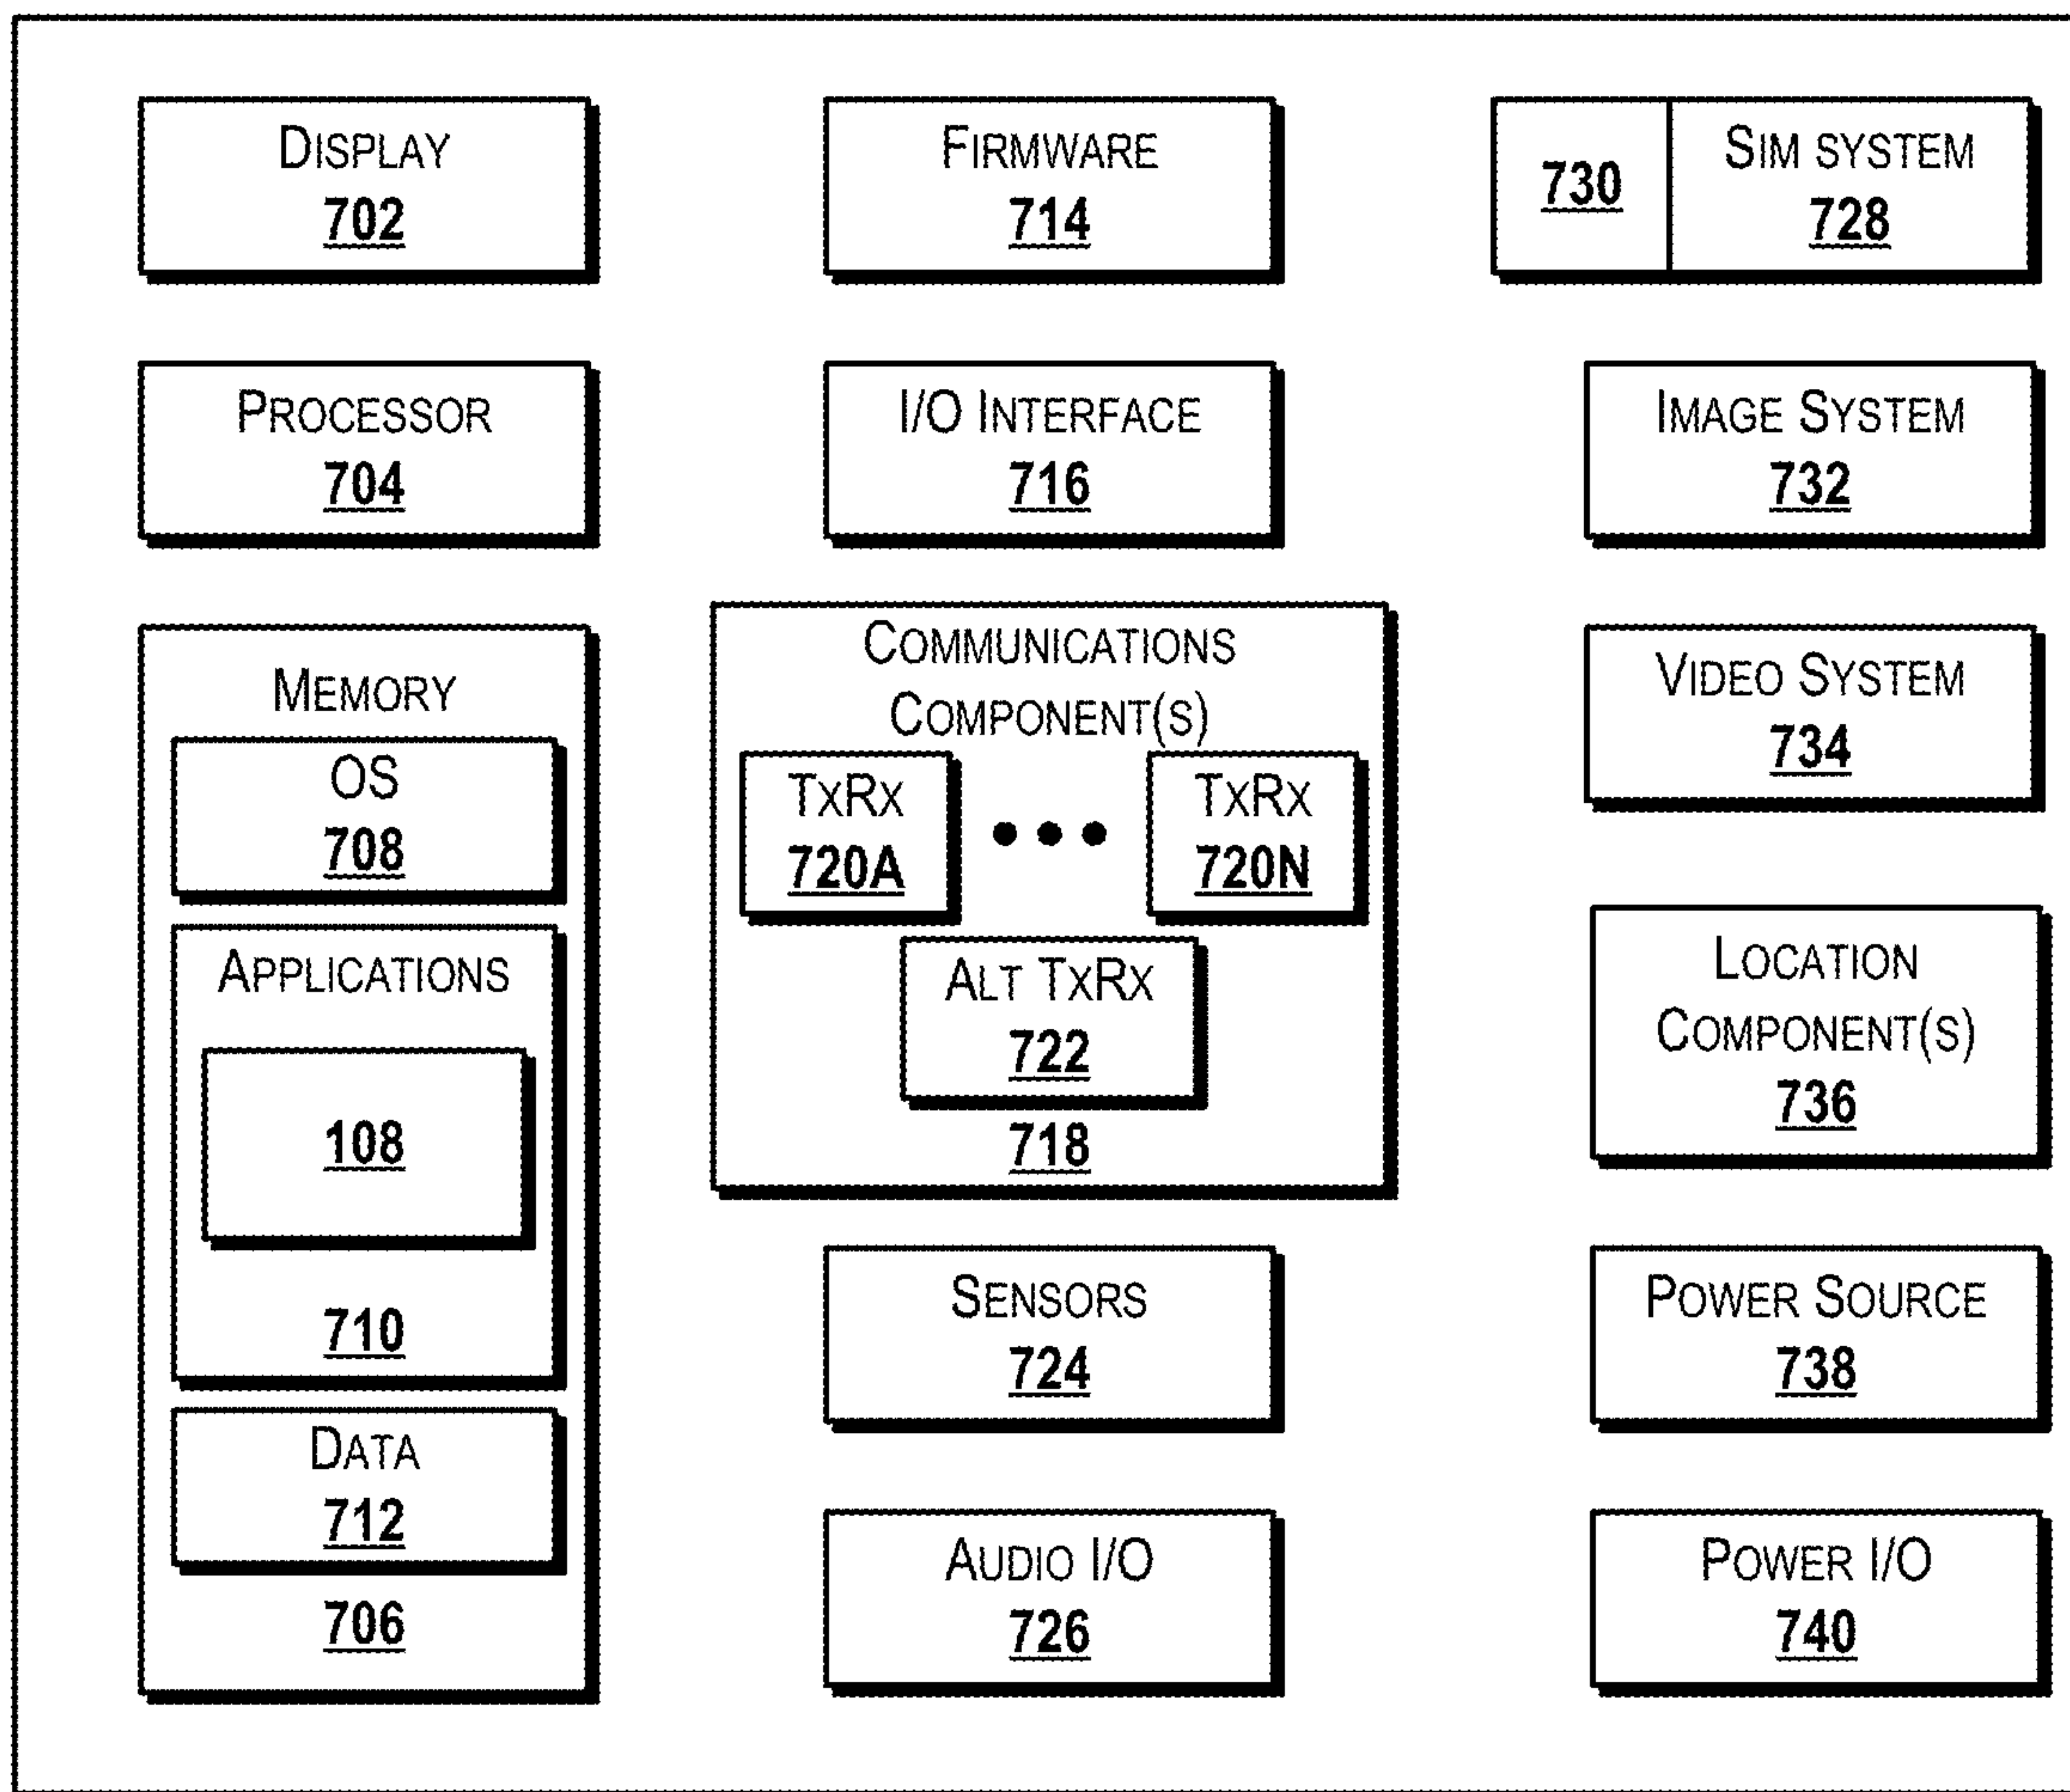 DISPLAY
702
PROCESSOR
704
MEMORY
OS
708
APPLICATIONS
108
710
DATA
712
706
FIRMWARE
714
I/O INTERFACE
716
COMMUNICATIONS
COMPONENT(S)
TXRX
720A
TXRX
720N
ALT TXRX
722
718
SENSORS
724
AUDIO I/O
726
730
SIM SYSTEM
728
IMAGE SYSTEM
732
VIDEO SYSTEM
734
LOCATION
COMPONENT(S)
736
POWER SOURCE
738
POWER I/O
740